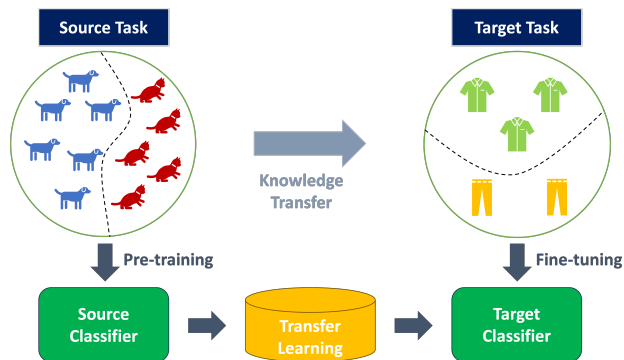 Source Task
Target Task
Knowledge
Transfer
Pre-training
Fine-tuning
Source
Classifier
Transfer
Learning
Target
Classifier